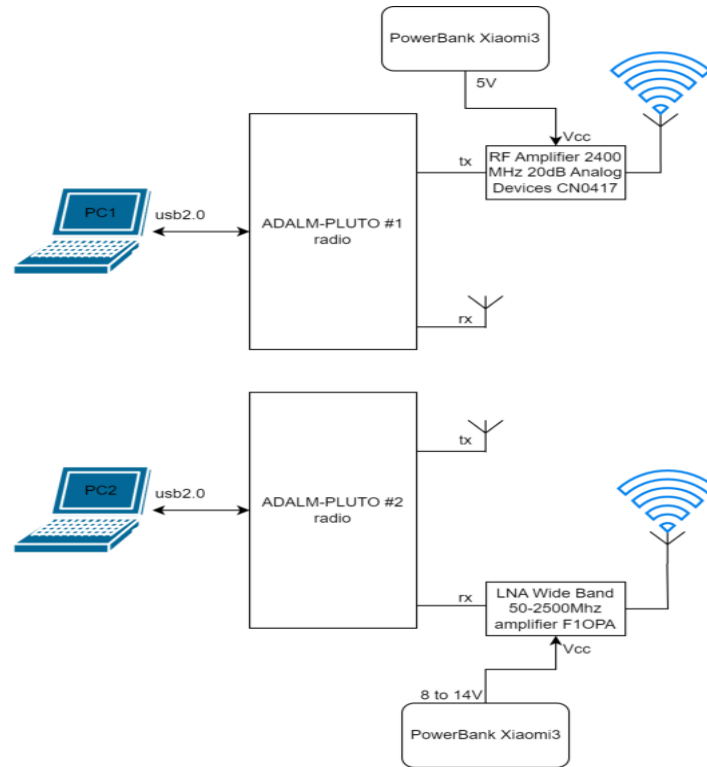 PowerBank Xiaomi3
5V
Vcc
tx
RF Amplifier 2400
MHz 20dB Analog
Devices CN0417
PC1
usb2.0
ADALM-PLUTO #1
radio
rx
tx
PC2
usb2.0
ADALM-PLUTO #2
radio
rx
LNA Wide Band
50-2500Mhz
amplifier F1OPA
Vcc
8 to 14V
PowerBank Xiaomi3